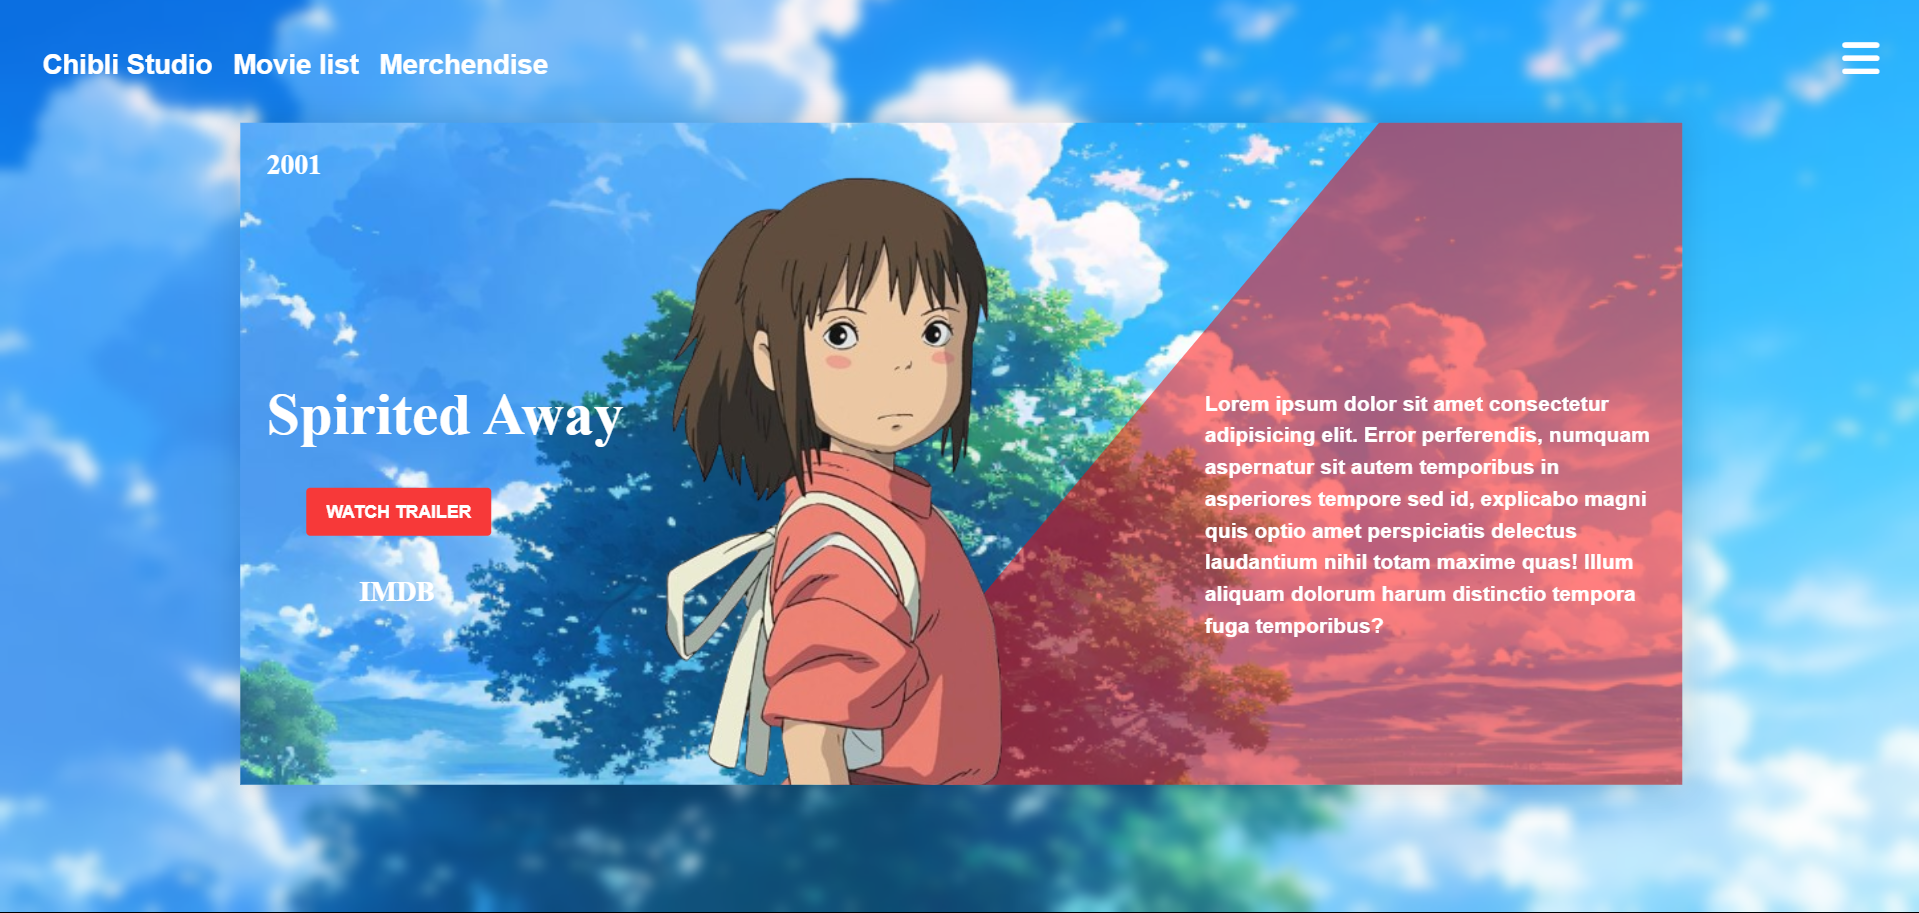 Chibli Studio Movie list Merchendise
2001
Spirited Away
WATCH TRAILER
IMDB
Lorem ipsum dolor sit amet consectetur
adipisicing elit. Error perferendis, numquam
aspernatur sit autem temporibus in
asperiores tempore sed id, explicabo magni
quis optio amet perspiciatis delectus
laudantium nihil totam maxime quas! Illum
aliquam dolorum harum distinctio tempora
fuga temporibus?